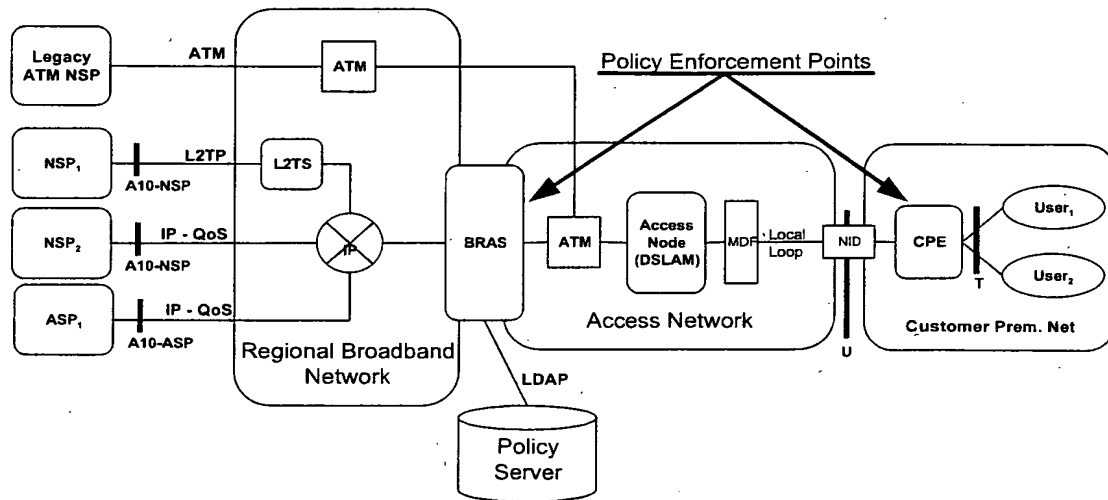 Legacy
ATM NSP
ATM
ATM
Policy Enforcement Points
NSP1
L2TP
L2TS
A10-NSP
NSP2
IP - QoS
IP
A10-NSP
ASP1
IP - QoS
A10-ASP
BRAS
ATM
Access
Node
(DSLAM)
MDF
Local
Loop
NID
CPE
User1
User2
T
U
Regional Broadband
Network
Access Network
Customer Prem. Net
LDAP
Policy
Server